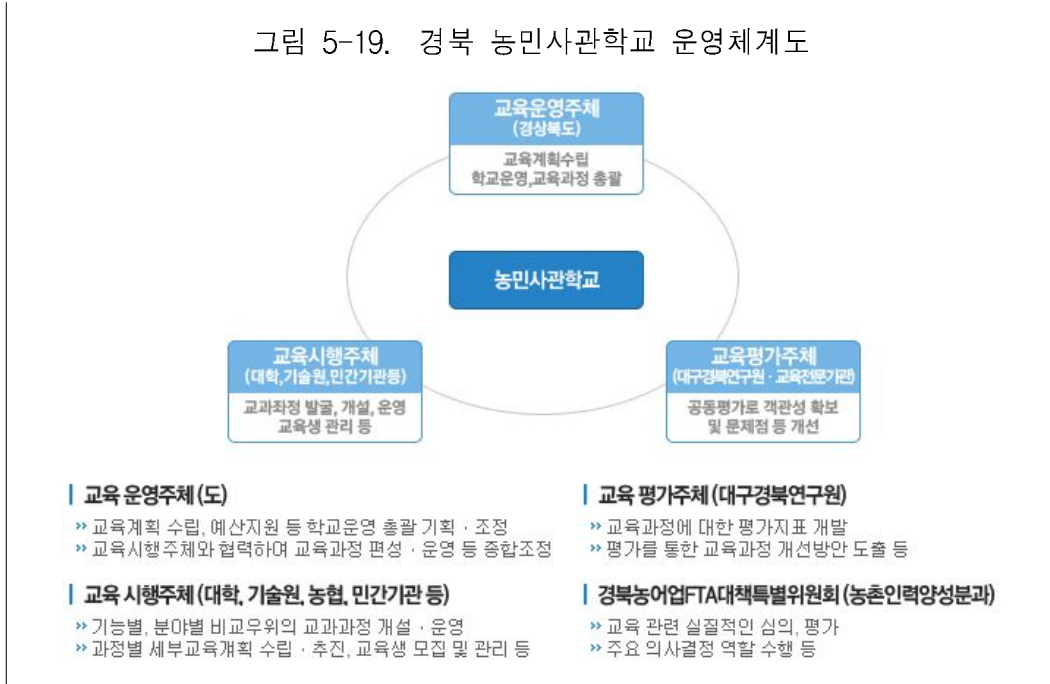 그림 5-19. 경북 농민사관학교 운영체계도
교육운영주체
(경상북도)
교육계획수립
학교운영,교육과정 총괄
농민사관학교
교육시행주체
(대학,기술원,민간기관등)
교과좌정 발굴, 개설, 운영
교육생 관리 등
교육평가주체
(대구경북연구원 · 교육전문기관)
공동평가로 객관성 확보
및 문제점 등 개선
교육 운영주체 (도)
» 교육계획 수립, 예산지원 등 학교운영 총괄 기획 · 조정
» 교육시행주체와 협력하며 교육과정 편성 · 운영 등 종합조정
교육 시행주체 (대학, 기술원, 농협, 민간기관 등)
» 기능별, 분야별 비교우위의 교과과정 개설 · 운영
» 과정별 세부교육계획 수립 · 추진, 교육생 모집 및 관리 등
교육 평가주체 (대구경북연구원)
» 교육과정에 대한 평가지표 개발
» 평가를 통한 교육과정 개선방안 도출 등
경북농어업FTA대책특별위원회 (농촌인력양성분과)
» 교육 관련 실질적인 심의, 평가
» 주요 의사결정 역할 수행 등